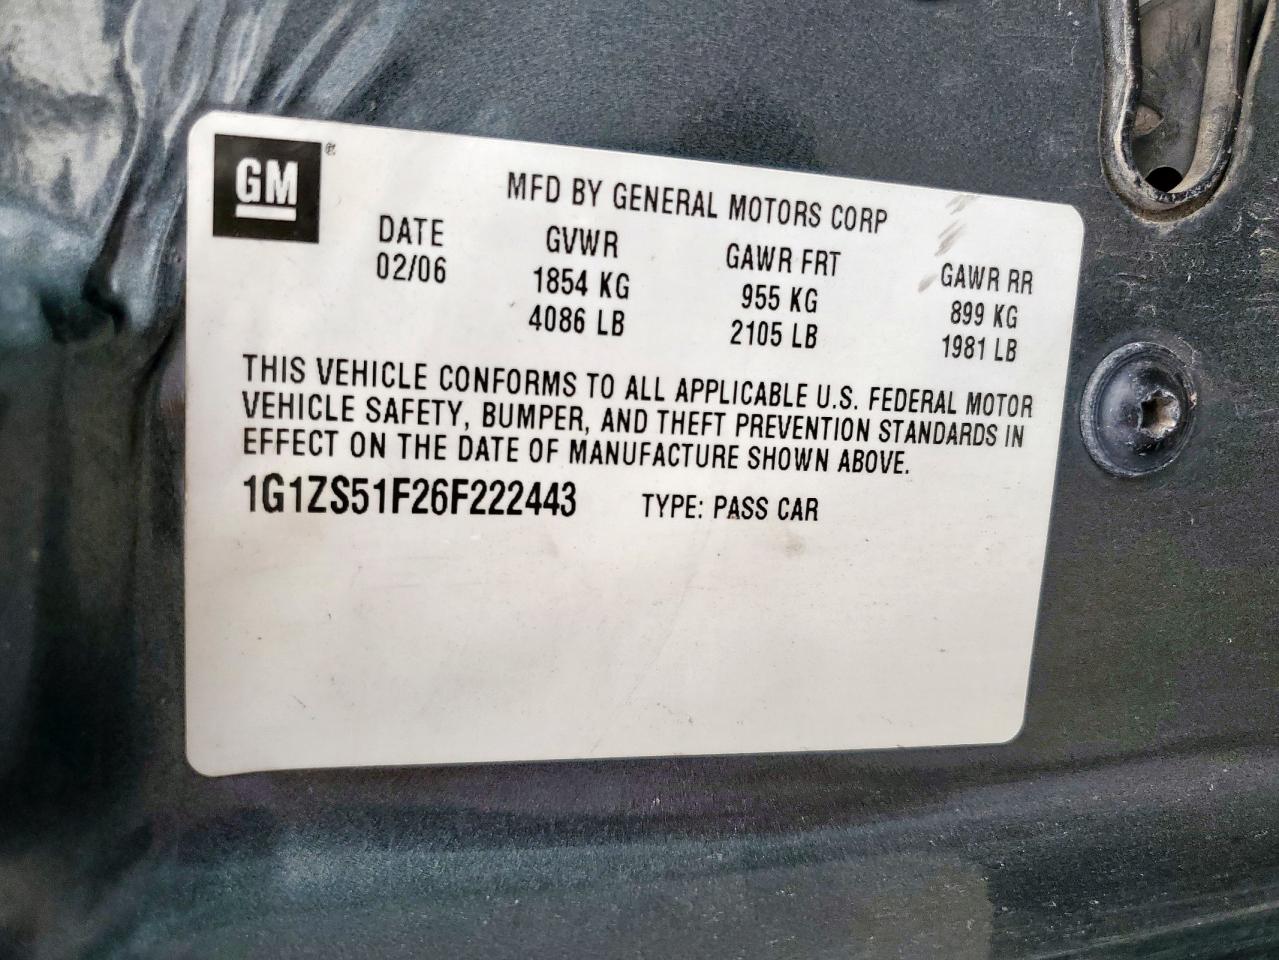 GM ®
MFD BY GENERAL MOTORS CORP
DATE GVWR GAWR FRT GAWR RR
02/06 1854 KG 955 KG 899 KG
4086 LB 2105 LB 1981 LB
THIS VEHICLE CONFORMS TO ALL APPLICABLE U.S. FEDERAL MOTOR
VEHICLE SAFETY, BUMPER, AND THEFT PREVENTION STANDARDS IN
EFFECT ON THE DATE OF MANUFACTURE SHOWN ABOVE.
1G1ZS51F26F222443 TYPE: PASS CAR